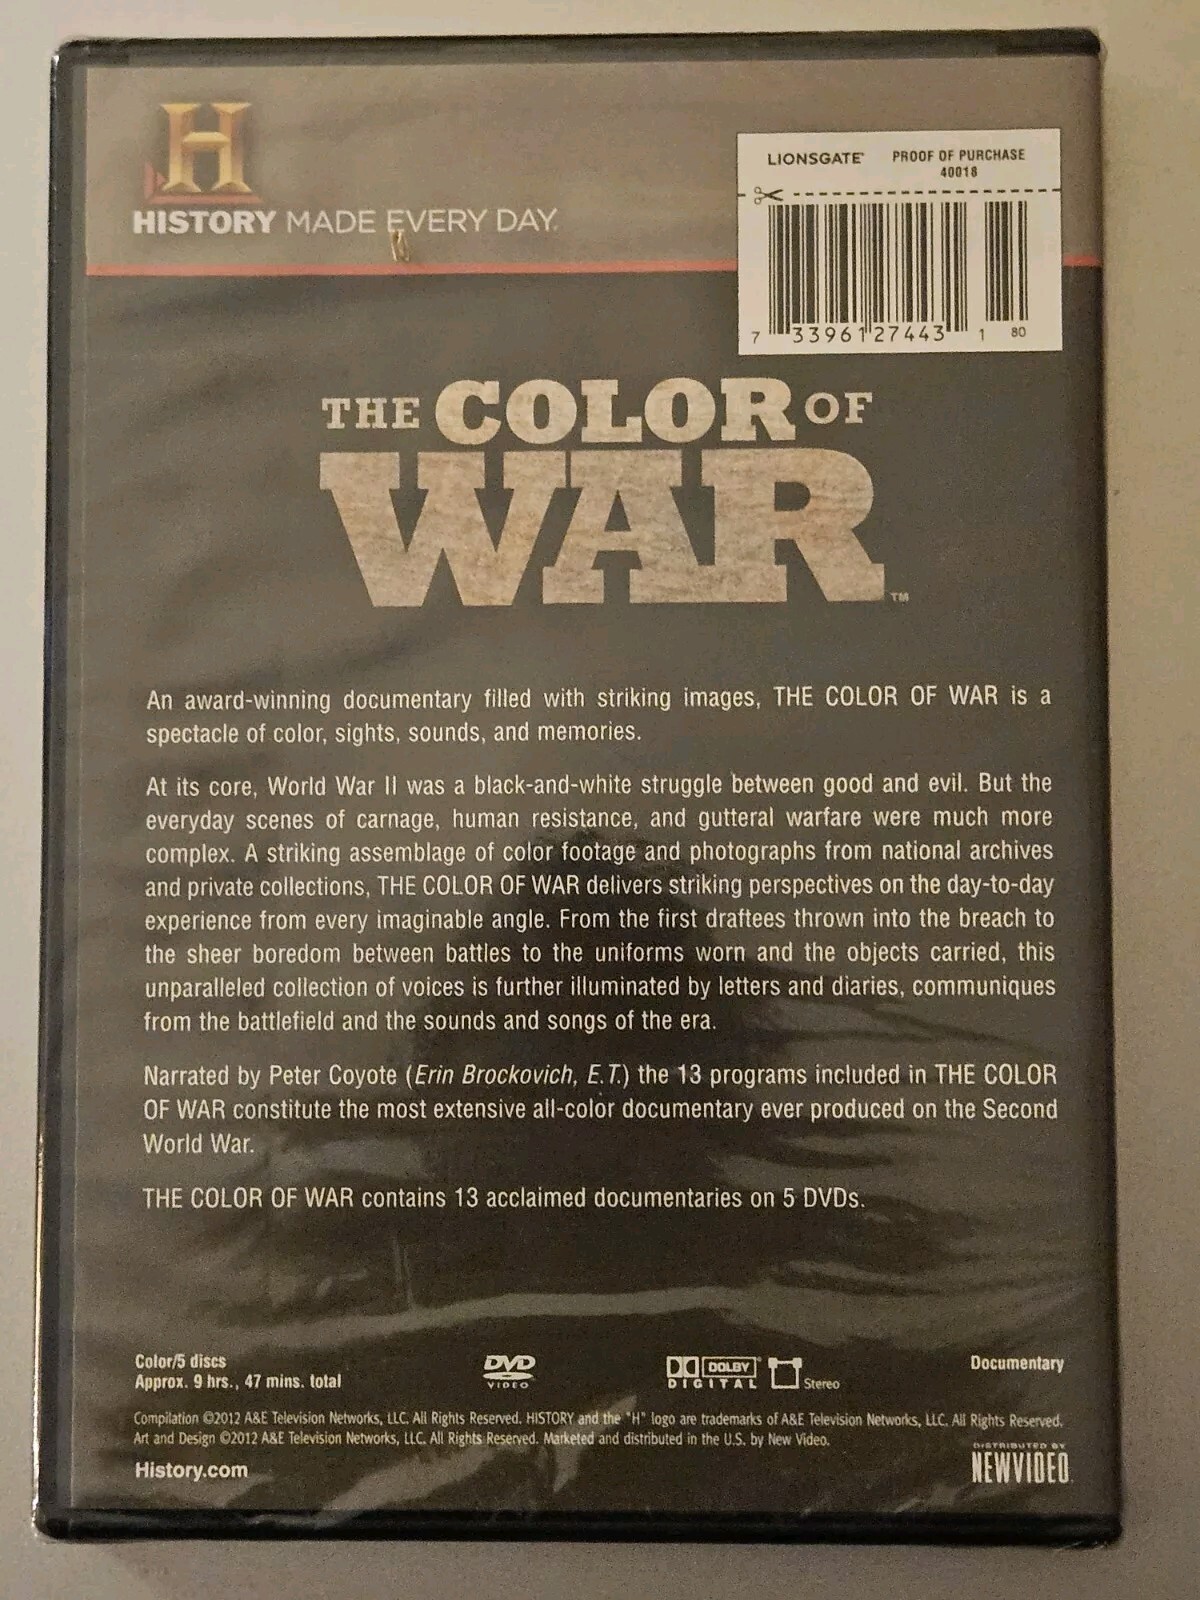 H
HISTORY MADE EVERY DAY.
LIONSGATE PROOF OF PURCHASE
40018
7 33961 27443 1 80
THE COLOR OF
WAR TM
An award-winning documentary filled with striking images, THE COLOR OF WAR is a
spectacle of color, sights, sounds, and memories.
At its core, World War II was a black-and-white struggle between good and evil. But the
everyday scenes of carnage, human resistance, and gutteral warfare were much more
complex. A striking assemblage of color footage and photographs from national archives
and private collections, THE COLOR OF WAR delivers striking perspectives on the day-to-day
experience from every imaginable angle. From the first draftees thrown into the breach to
the sheer boredom between battles to the uniforms worn and the objects carried, this
unparalleled collection of voices is further illuminated by letters and diaries, communiques
from the battlefield and the sounds and songs of the era.
Narrated by Peter Coyote (Erin Brockovich, E.T.) the 13 programs included in THE COLOR
OF WAR constitute the most extensive all-color documentary ever produced on the Second
World War.
THE COLOR OF WAR contains 13 acclaimed documentaries on 5 DVDs.
Color/5 discs
Approx. 9 hrs., 47 mins. total
DVD
VIDEO
DOLBY
DIGITAL
Stereo
Documentary
Compilation ©2012 A&E Television Networks, LLC. All Rights Reserved. HISTORY and the "H" logo are trademarks of A&E Television Networks, LLC. All Rights Reserved.
Art and Design ©2012 A&E Television Networks, LLC. All Rights Reserved. Marketed and distributed in the U.S. by New Video.
History.com
DISTRIBUTED BY
NEWVIDEO